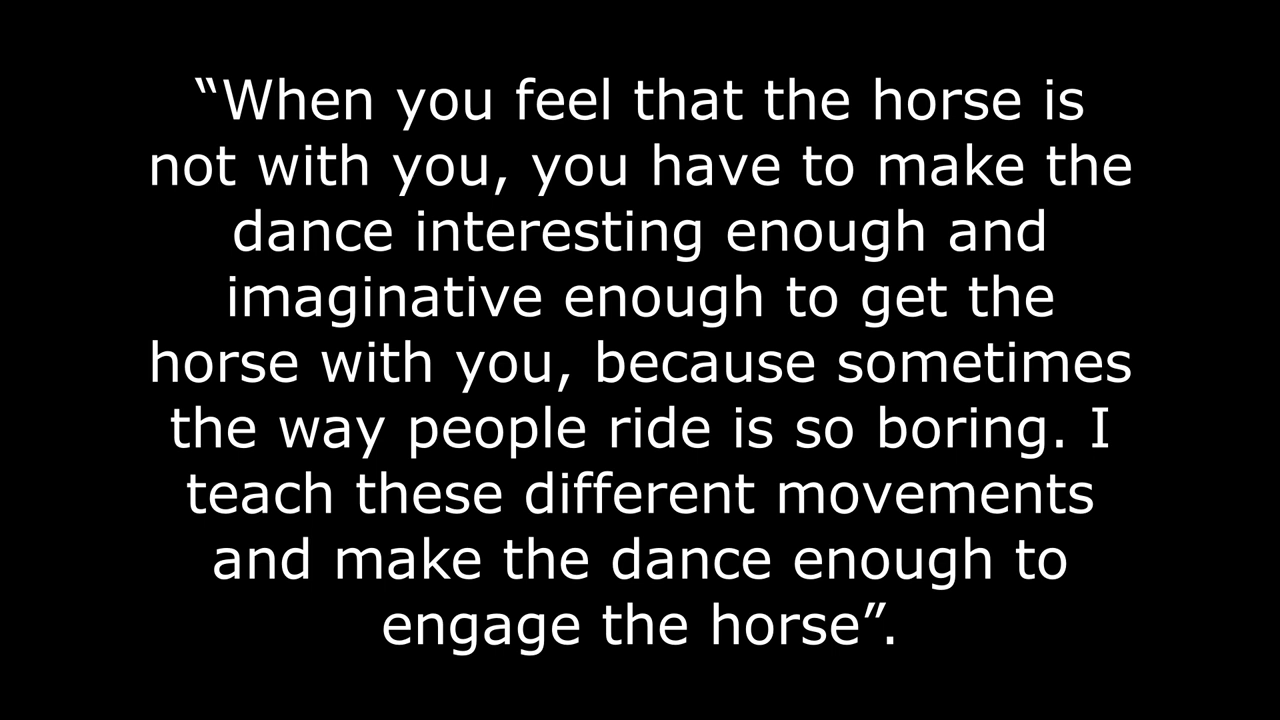 “When you feel that the horse is
not with you, you have to make the
dance interesting enough and
imaginative enough to get the
horse with you, because sometimes
the way people ride is so boring. I
teach these different movements
and make the dance enough to
engage the horse”.